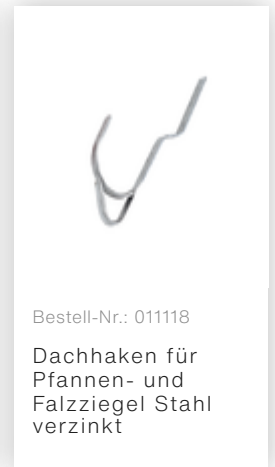 Bestell-Nr.: 011118
Dachhaken für
Pfannen- und
Falzziegel Stahl
verzinkt